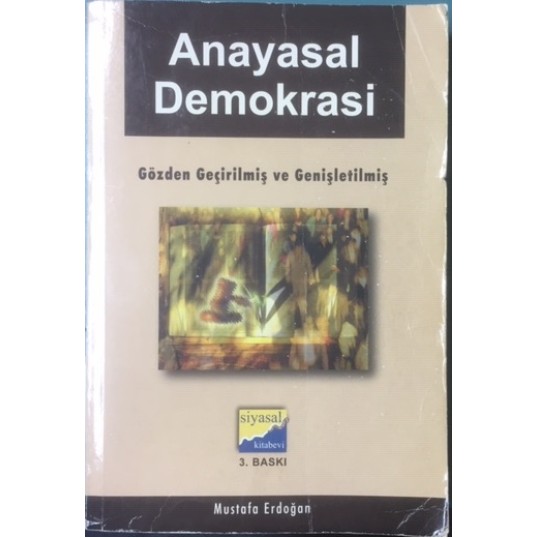 Anayasal
Demokrasi
Gözden Geçirilmiş ve Genişletilmiş
siyasal
kitabevi
3. BASKI
Mustafa Erdoğan